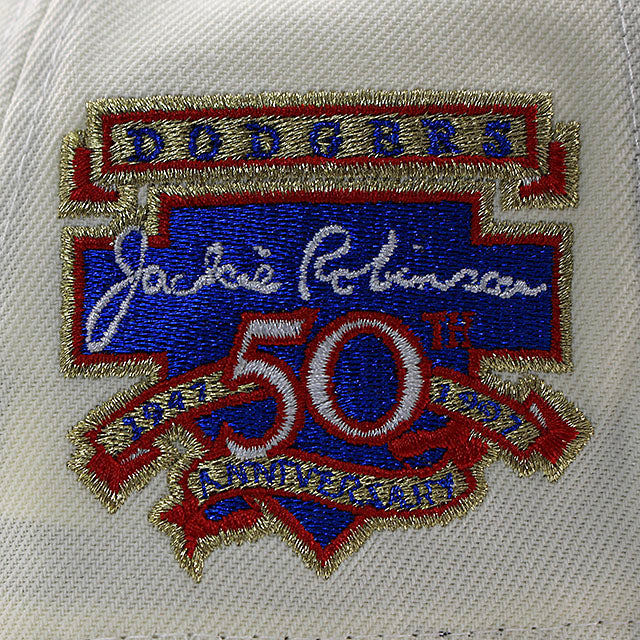 DODGERS
Jackie Robinson
50TH
1947 1997
ANNIVERSARY